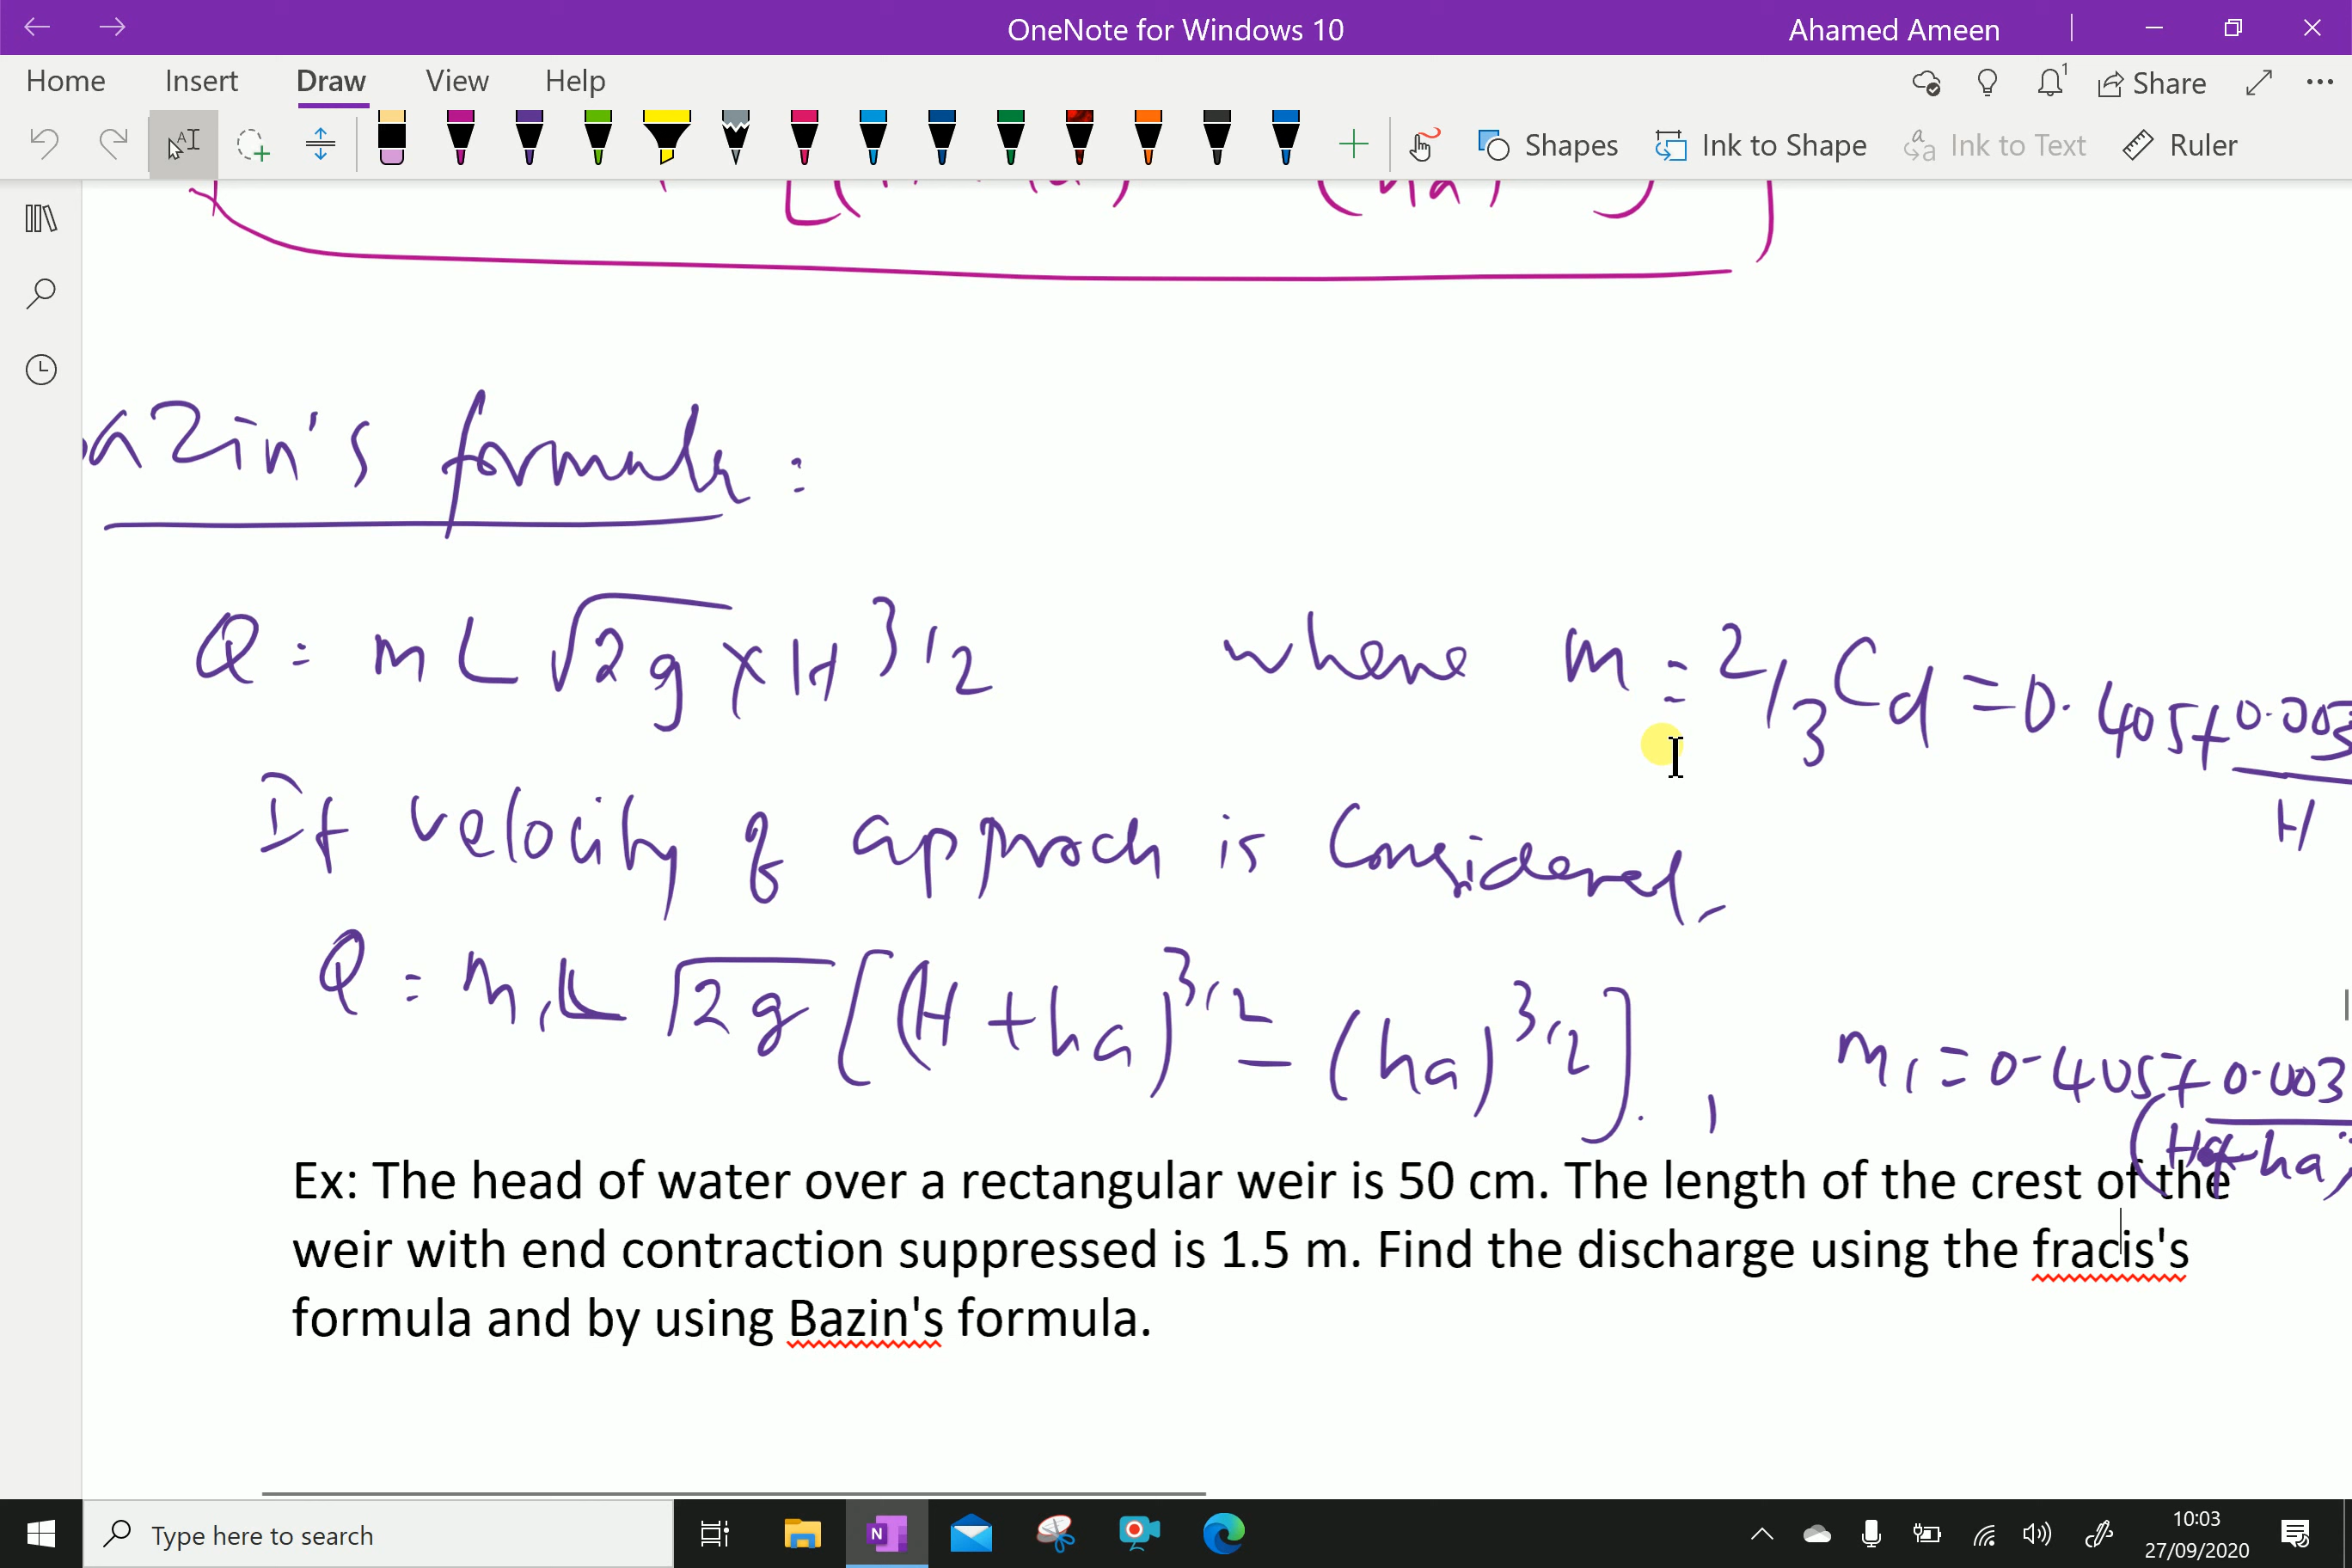 OneNote for Windows 10 Ahamed Ameen
Home Insert Draw View Help 1 Share
Shapes Ink to Shape Ink to Text Ruler
azin's formula :
Q = m L √2g × H 3/2 where m = 2/3 Cd = 0.405 + 0.003 / H
If velocity of approch is Considered,
Q = m1 L √2g [(H + ha)3/2 − (ha)3/2]. , m1 = 0.405 + 0.003 / (H + ha)
Ex: The head of water over a rectangular weir is 50 cm. The length of the crest of the
weir with end contraction suppressed is 1.5 m. Find the discharge using the fracis's
formula and by using Bazin's formula.
Type here to search
10:03
27/09/2020